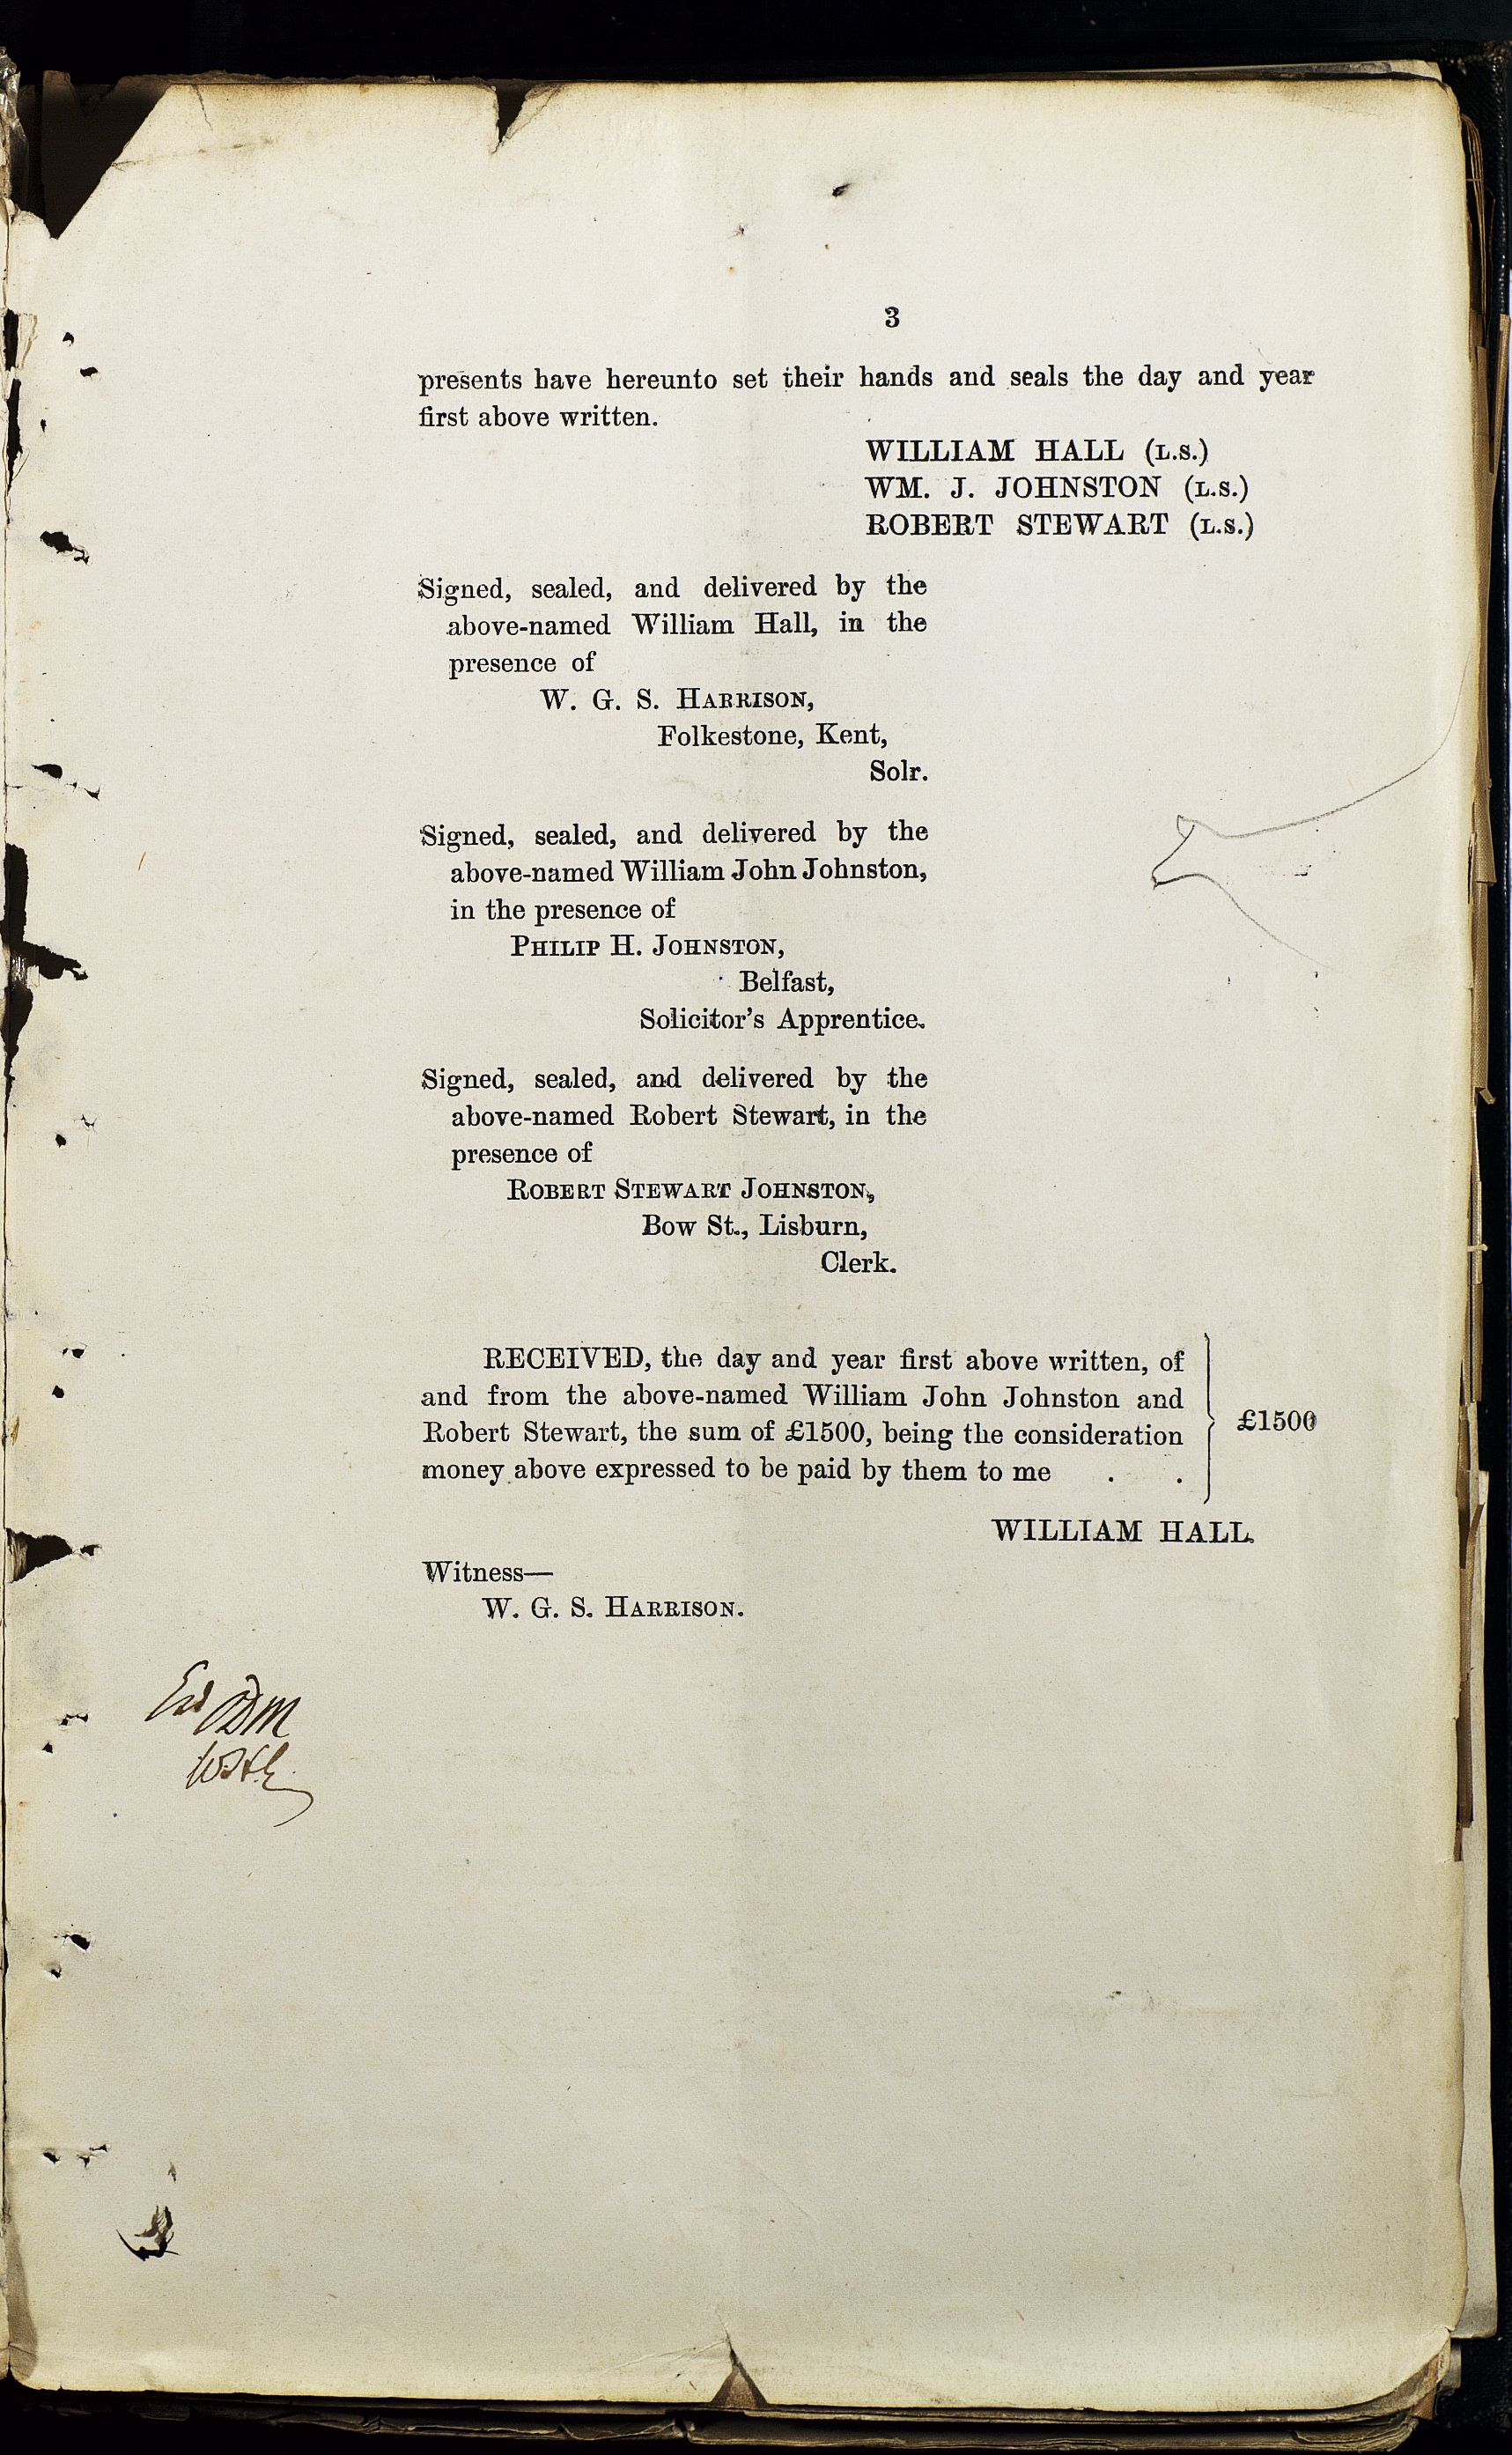 3
presents have hereunto set their hands and seals the day and year
first above written.
WILLIAM HALL (L.S.)
WM. J. JOHNSTON (L.S.)
ROBERT STEWART (L.S.)
Signed, sealed, and delivered by the
above-named William Hall, in the
presence of
W. G. S. HARRISON,
Folkestone, Kent,
Solr.
Signed, sealed, and delivered by the
above-named William John Johnston,
in the presence of
PHILIP H. JOHNSTON,
Belfast,
Solicitor's Apprentice.
Signed, sealed, and delivered by the
above-named Robert Stewart, in the
presence of
ROBERT STEWART JOHNSTON,
Bow St., Lisburn,
Clerk.
RECEIVED, the day and year first above written, of
and from the above-named William John Johnston and
Robert Stewart, the sum of £1500, being the consideration
money above expressed to be paid by them to me . .
£1500
WILLIAM HALL.
Witness—
W. G. S. HARRISON.